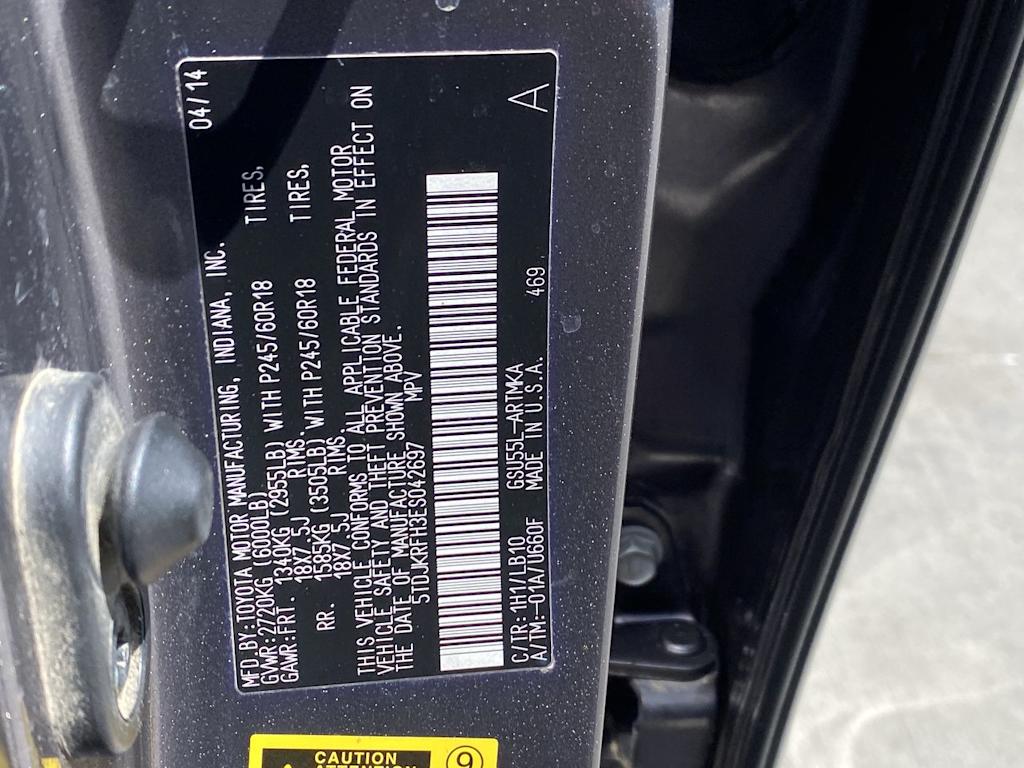 MFD BY:TOYOTA MOTOR MANUFACTURING, INDIANA, INC. 04/14
GVWR:2720KG (6000LB)
GAWR:FRT. 1340KG (2955LB) WITH P245/60R18 TIRES,
18X7.5J RIMS.
RR. 1585KG (3505LB) WITH P245/60R18 TIRES,
18X7.5J RIMS
THIS VEHICLE CONFORMS TO ALL APPLICABLE FEDERAL MOTOR
VEHICLE SAFETY AND THEFT PREVENTION STANDARDS IN EFFECT ON
THE DATE OF MANUFACTURE SHOWN ABOVE.
5TDJKRFH3ES042697 MPV
A
C/TR:1H1/LB10 GSU55L-ARTMKA 469
A/TM:-01A/U660F MADE IN U.S.A.
CAUTION
9